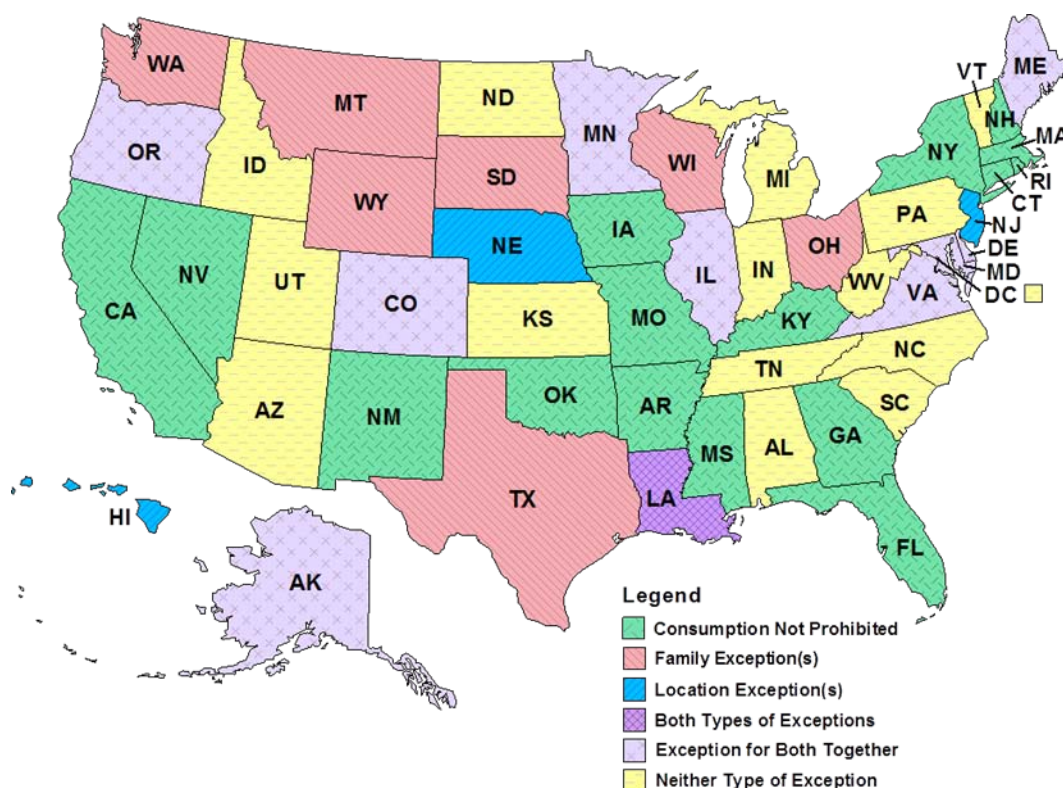 WA
MT
ND
MN
WI
VT
ME
NH
MA
OR
ID
SD
WY
MI
NY
RI
CT
NJ
PA
NE
IA
OH
DE
MD
DC
NV
UT
CO
KS
IL
IN
WV
VA
CA
MO
KY
AZ
NM
OK
AR
TN
NC
SC
MS
AL
GA
TX
LA
FL
HI
AK
Legend
Consumption Not Prohibited
Family Exception(s)
Location Exception(s)
Both Types of Exceptions
Exception for Both Together
Neither Type of Exception